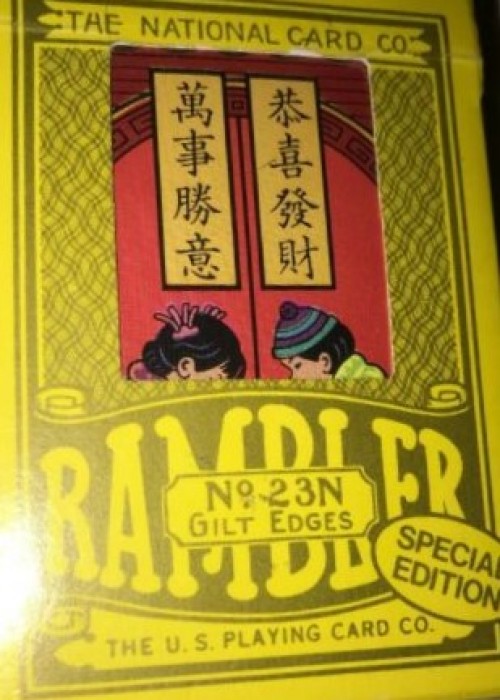 THE NATIONAL CARD CO.
恭喜發財
萬事勝意
RAMBLER
No. 23N
GILT EDGES
SPECIAL
EDITION
THE U.S. PLAYING CARD CO.